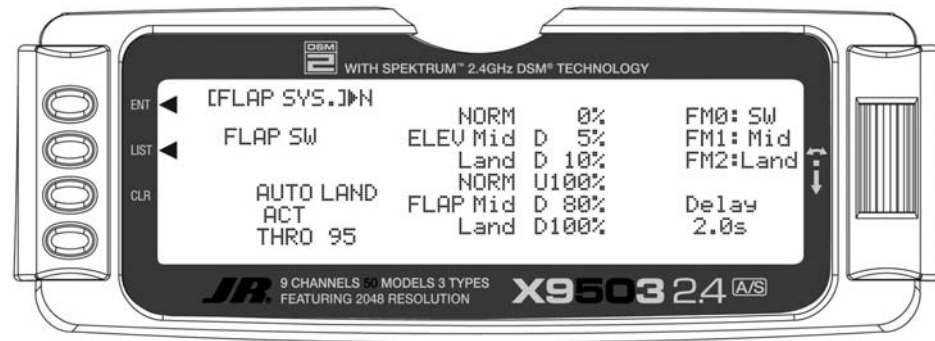 DSM
2
WITH SPEKTRUM™ 2.4GHz DSM® TECHNOLOGY
ENT
LIST
CLR
[FLAP SYS.]▶N
FLAP SW
AUTO LAND
ACT
THRO 95
NORM 0%
ELEV Mid D 5%
Land D 10%
NORM U100%
FLAP Mid D 80%
Land D100%
FM0: SW
FM1: Mid
FM2:Land
Delay
2.0s
JR.
9 CHANNELS 50 MODELS 3 TYPES
FEATURING 2048 RESOLUTION
X9503 2.4 A/S